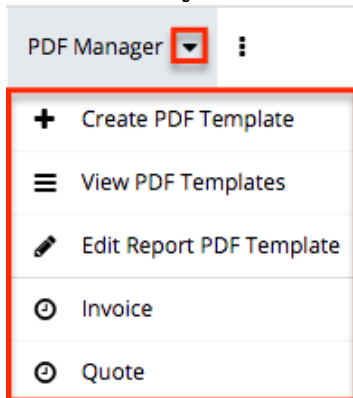 PDF Manager
Create PDF Template
View PDF Templates
Edit Report PDF Template
Invoice
Quote